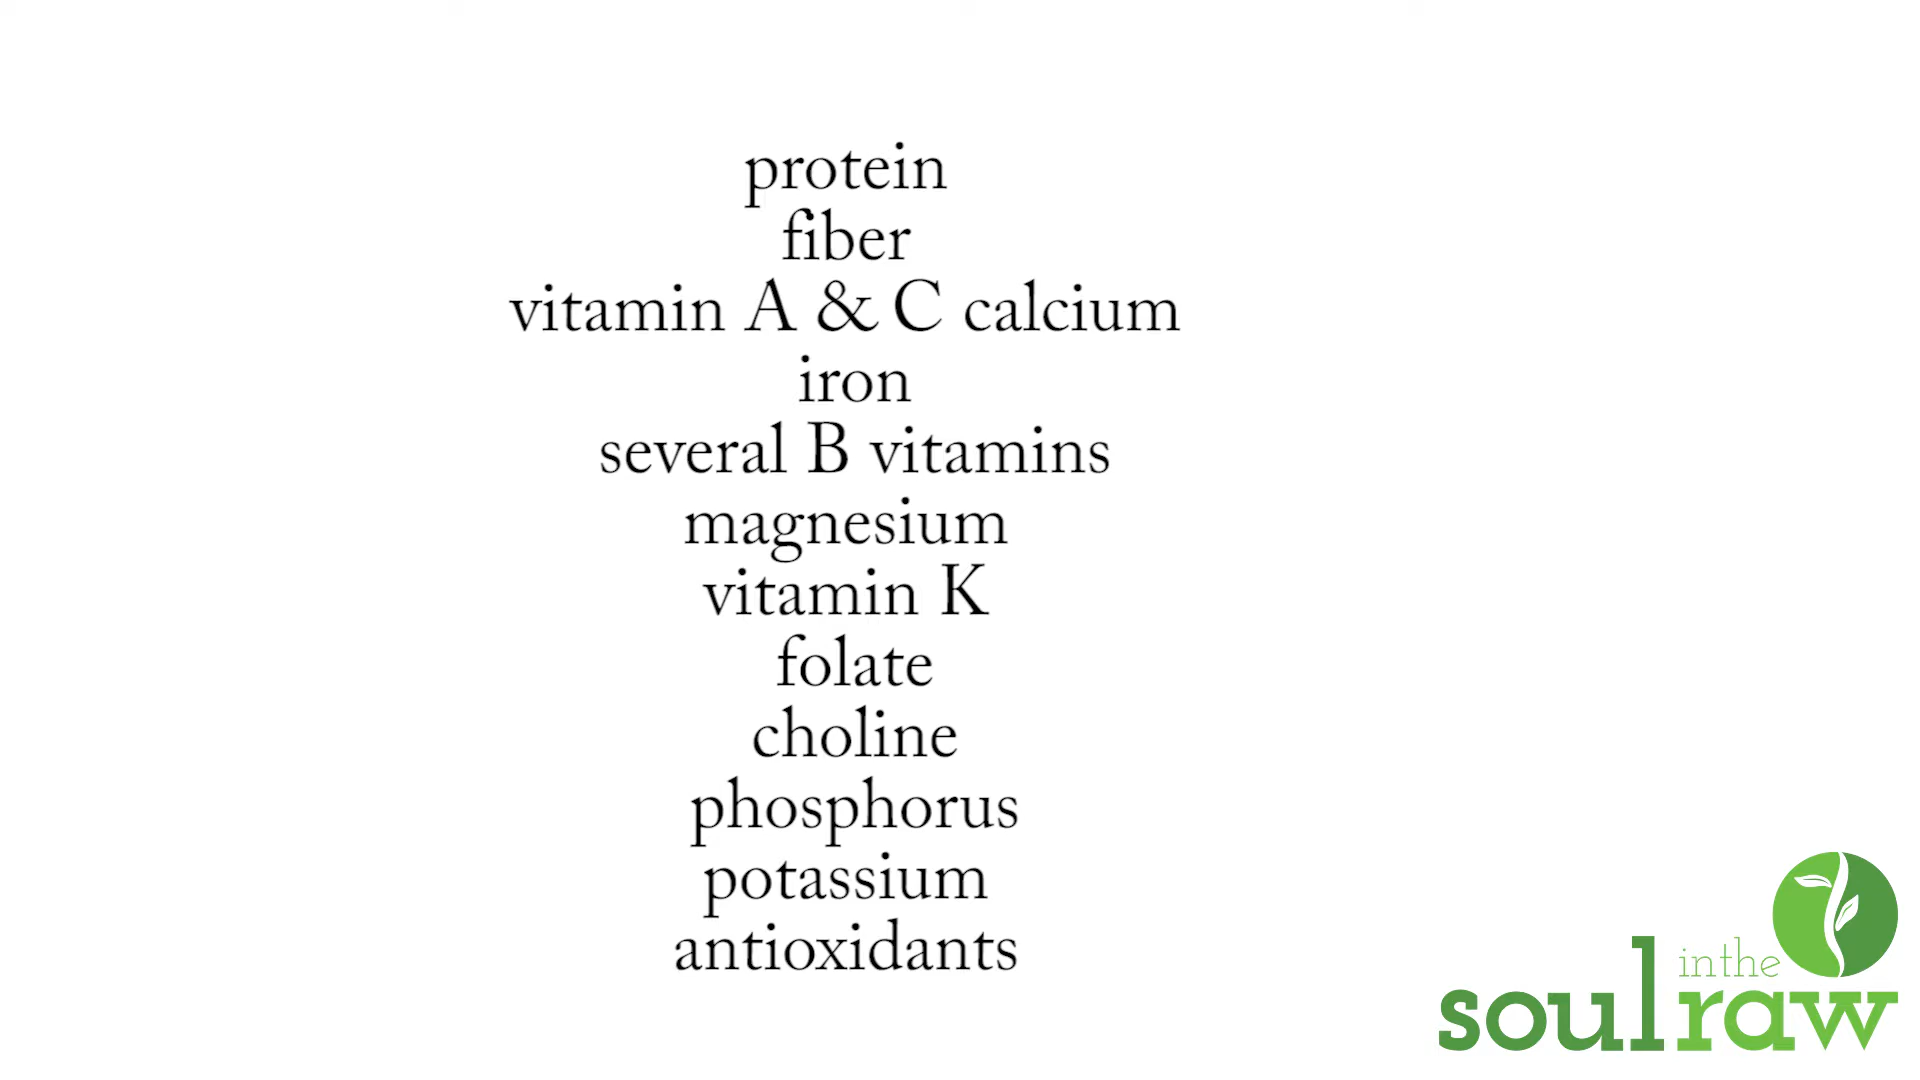 protein
fiber
vitamin A & C calcium
iron
several B vitamins
magnesium
vitamin K
folate
choline
phosphorus
potassium
antioxidants
soul in the raw